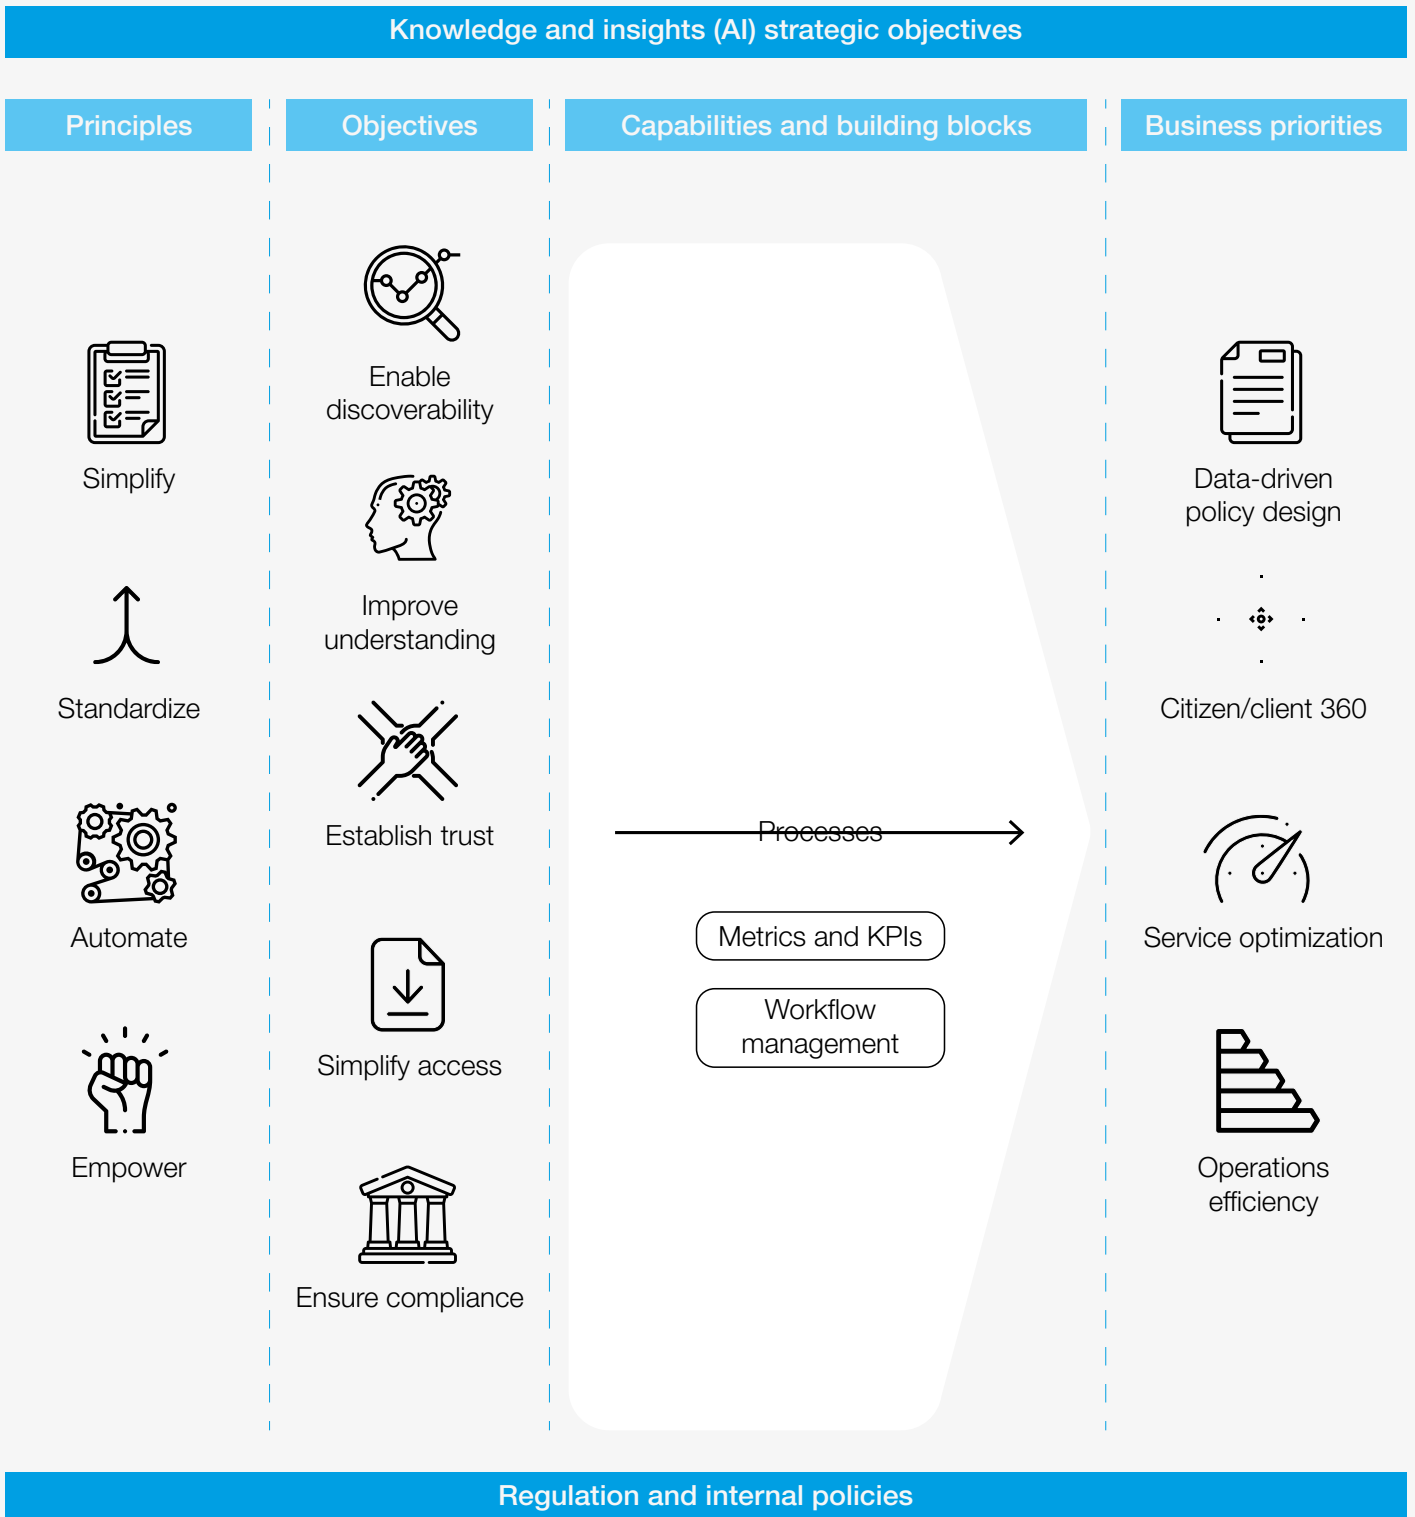 Knowledge and insights (AI) strategic objectives
Principles
Objectives
Capabilities and building blocks
Business priorities
Simplify
Standardize
Automate
Empower
Enable
discoverability
Improve
understanding
Establish trust
Simplify access
Ensure compliance
Processes
Metrics and KPIs
Workflow
management
Data-driven
policy design
Citizen/client 360
Service optimization
Operations
efficiency
Regulation and internal policies